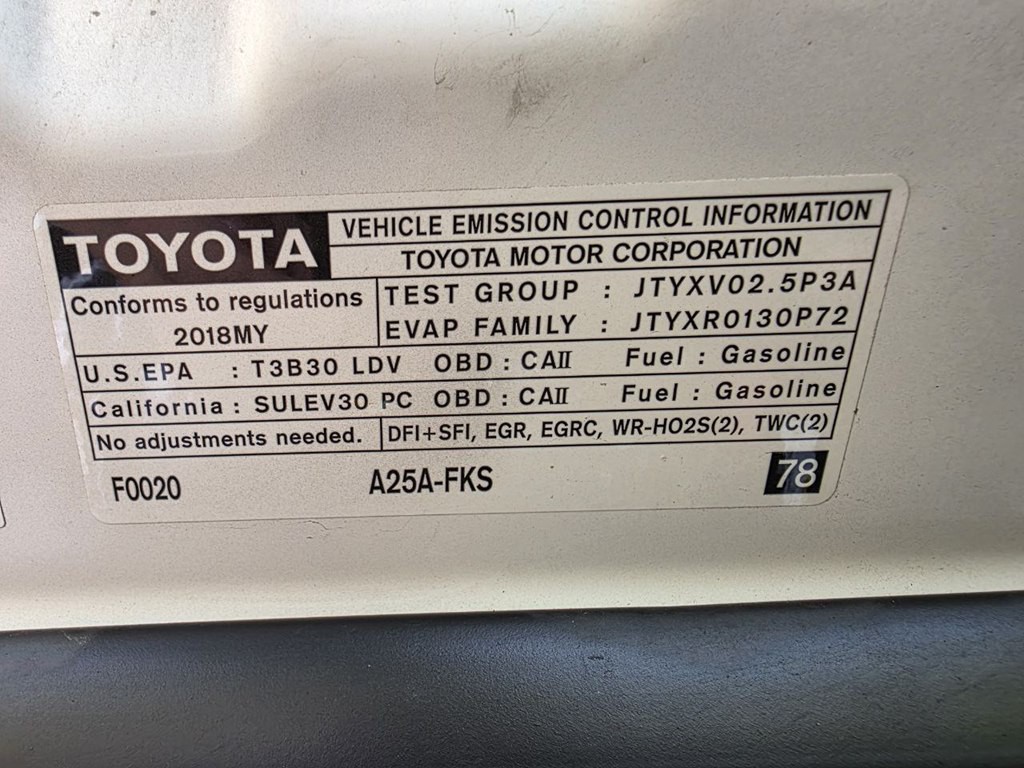 TOYOTA
VEHICLE EMISSION CONTROL INFORMATION
TOYOTA MOTOR CORPORATION
Conforms to regulations
2018MY
TEST GROUP : JTYXV02.5P3A
EVAP FAMILY : JTYXR0130P72
U.S.EPA : T3B30 LDV OBD : CAⅡ Fuel : Gasoline
California : SULEV30 PC OBD : CAⅡ Fuel : Gasoline
No adjustments needed. DFI+SFI, EGR, EGRC, WR-HO2S(2), TWC(2)
F0020 A25A-FKS 78